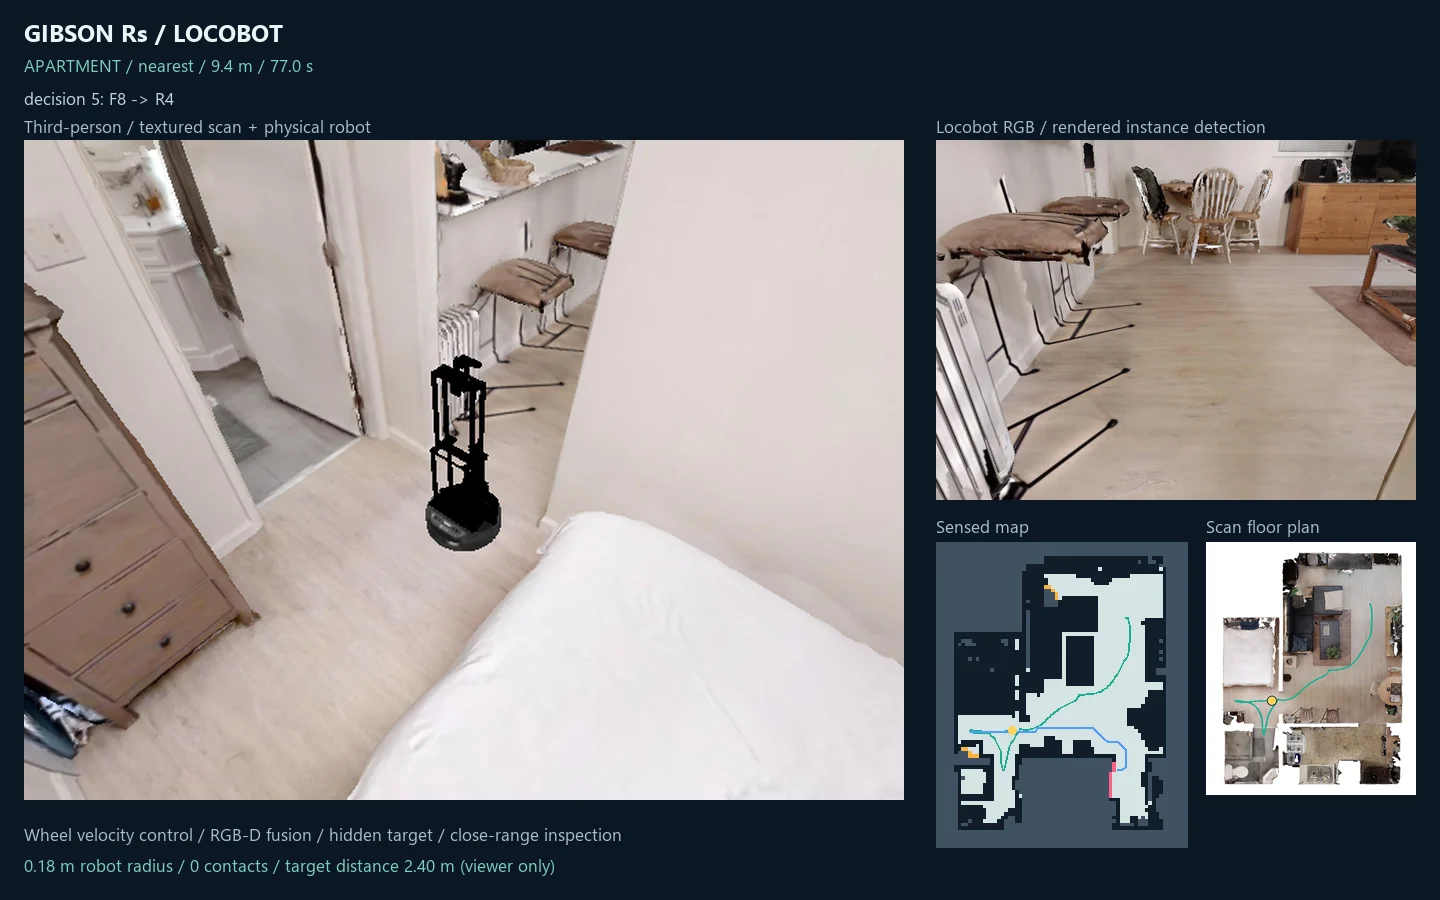 GIBSON Rs / LOCOBOT
APARTMENT / nearest / 9.4 m / 77.0 s
decision 5: F8 -> R4
Third-person / textured scan + physical robot
Locobot RGB / rendered instance detection
Sensed map
Scan floor plan
Wheel velocity control / RGB-D fusion / hidden target / close-range inspection
0.18 m robot radius / 0 contacts / target distance 2.40 m (viewer only)